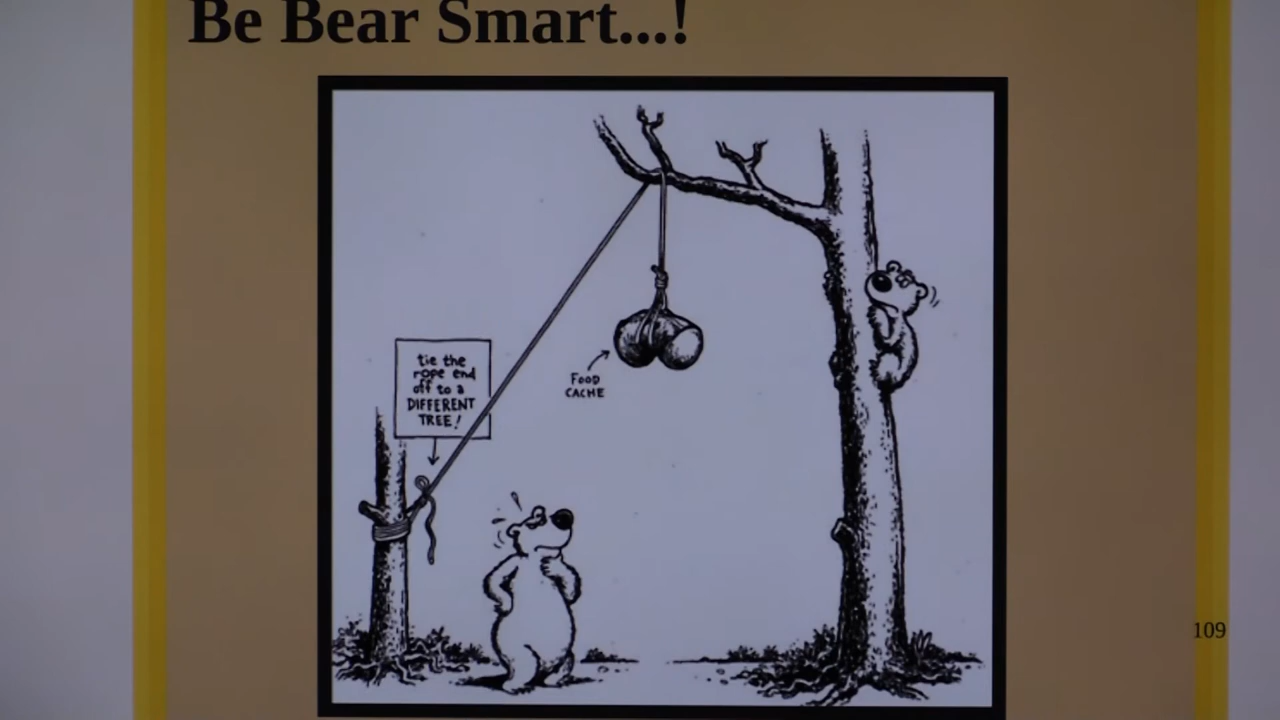 Be Bear Smart...!
tie the
rope end
off to a
DIFFERENT
TREE!
FOOD
CACHE
109